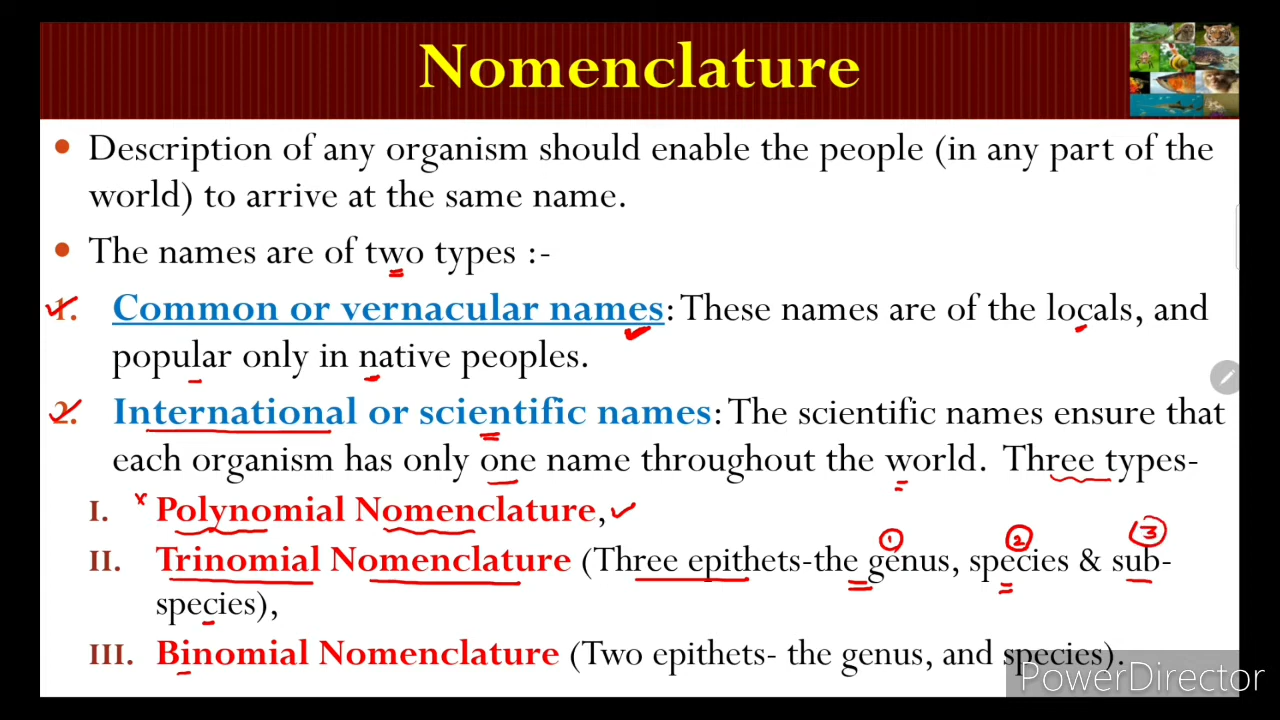 Nomenclature
Description of any organism should enable the people (in any part of the
world) to arrive at the same name.
The names are of two types :-
1. Common or vernacular names: These names are of the locals, and
popular only in native peoples.
2. International or scientific names: The scientific names ensure that
each organism has only one name throughout the world. Three types-
I. Polynomial Nomenclature,
① ② ③
II. Trinomial Nomenclature (Three epithets-the genus, species & sub-
species),
III. Binomial Nomenclature (Two epithets- the genus, and species).
PowerDirector